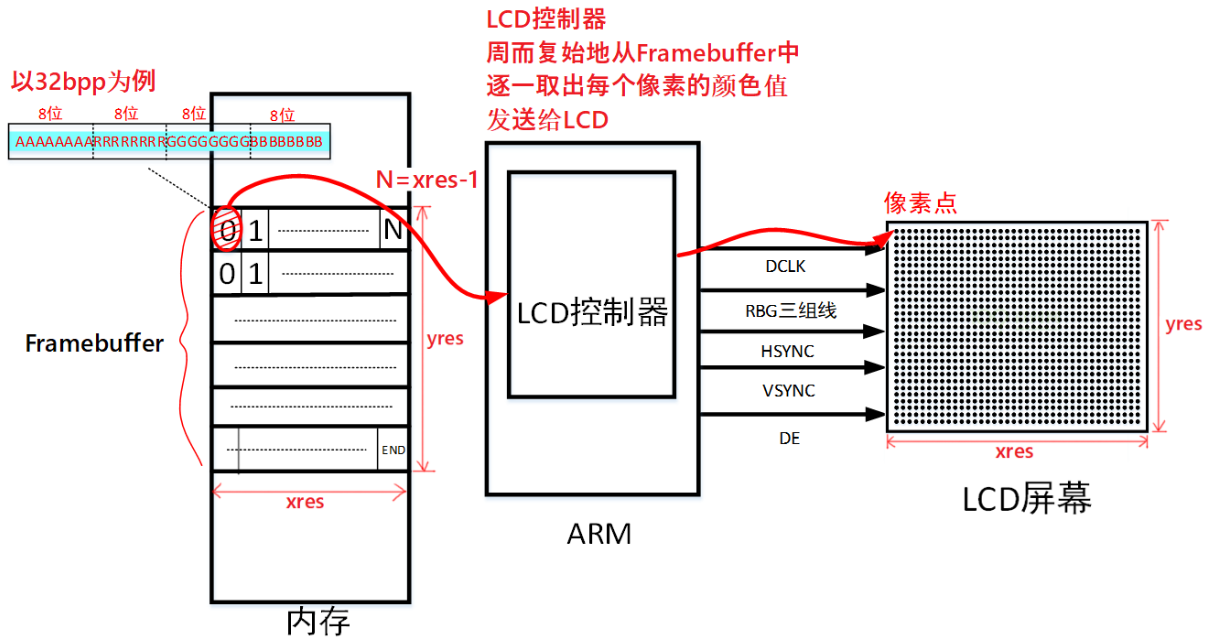 LCD控制器
周而复始地从Framebuffer中
逐一取出每个像素的颜色值
发送给LCD
以32bpp为例
8位 8位 8位 8位
AAAAAAAARRRRRRRRGGGGGGGGBBBBBBBB
N=xres-1
0 1 N
0 1
Framebuffer
yres
END
xres
内存
LCD控制器
ARM
DCLK
RBG三组线
HSYNC
VSYNC
DE
像素点
yres
xres
LCD屏幕